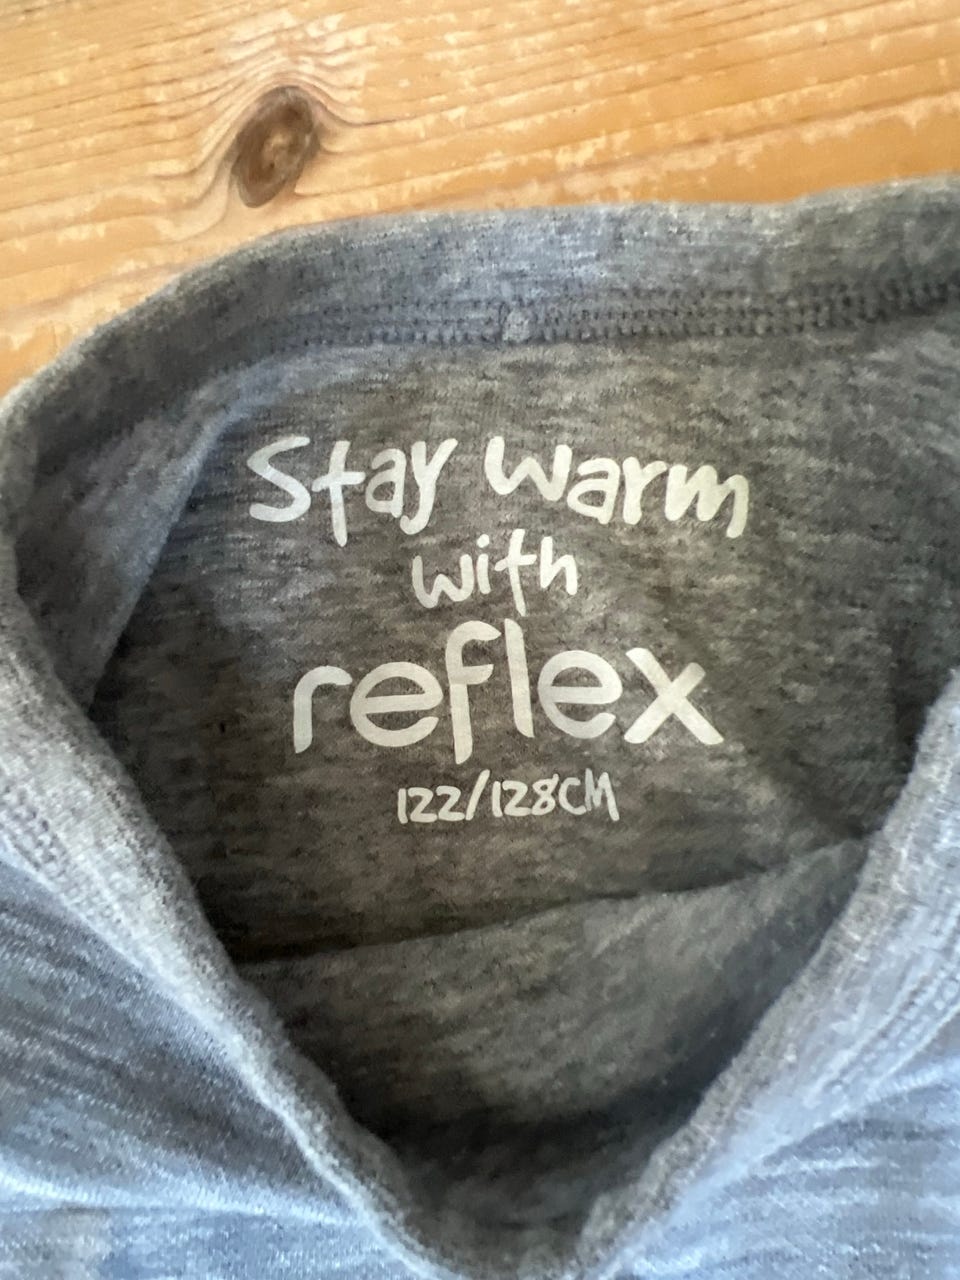 Stay warm
with
reflex
122/128CM